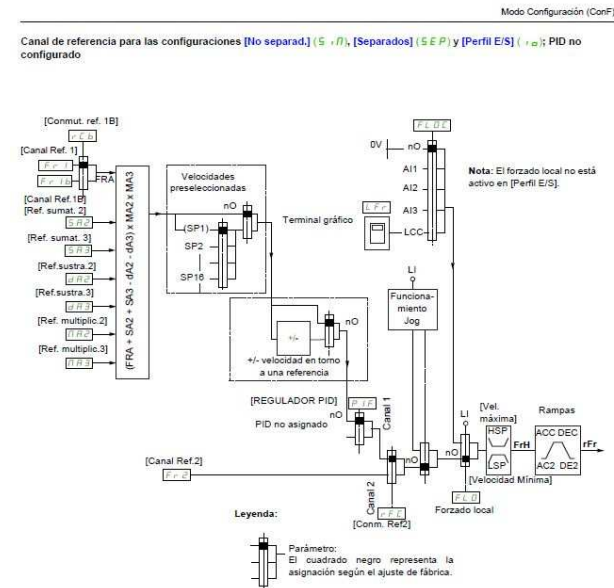 Modo Configuración (ConF)
Canal de referencia para las configuraciones [No separad.] (SIM), [Separados] (SEP) y [Perfil E/S] (IO); PID no
configurado
[Conmut. ref. 1B]
rCb
[Canal Ref. 1]
Fr1
FRA
Fr1b
[Canal Ref.1B]
[Ref. sumat. 2]
SA2
[Ref. sumat. 3]
SA3
[Ref.sustra.2]
dA2
[Ref.sustra.3]
dA3
[Ref. multiplic.2]
MA2
[Ref. multiplic.3]
MA3
(FRA + SA2 + SA3 - dA2 - dA3) x MA2 x MA3
Velocidades
preseleccionadas
nO
(SP1)
SP2
SP16
FLOC
0V
nO
AI1
AI2
AI3
LCC
Terminal gráfico
LFr
Nota: El forzado local no está
activo en [Perfil E/S].
nO
+/-
+/- velocidad en torno
a una referencia
LI
Funciona-
miento
Jog
[REGULADOR PID]
PIF
nO
PID no asignado
Canal 1
[Canal Ref.2]
Fr2
Canal 2
rFC
[Conm. Ref2]
nO
nO
LI
FLO
Forzado local
[Vel.
máxima]
HSP
LSP
[Velocidad Mínima]
FrH
Rampas
ACC DEC
AC2 DE2
rFr
Leyenda:
Parámetro:
El cuadrado negro representa la
asignación según el ajuste de fábrica.